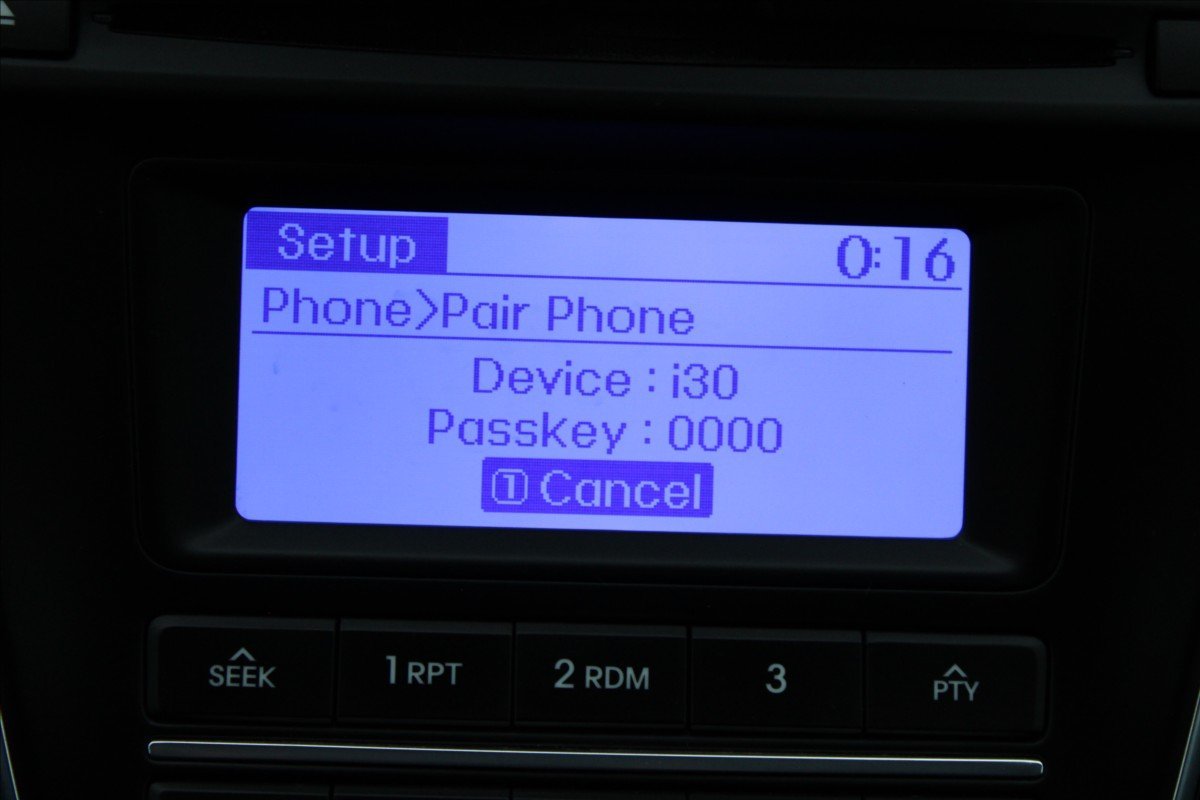 Setup 0:16
Phone>Pair Phone
Device : i30
Passkey : 0000
1 Cancel
SEEK 1 RPT 2 RDM 3 PTY